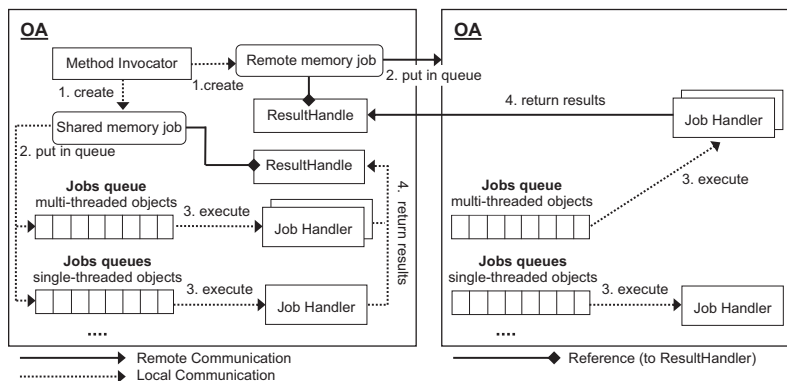 OA
Method Invocator
1. create
1.create
Remote memory job
2. put in queue
Shared memory job
2. put in queue
ResultHandle
ResultHandle
Jobs queue
multi-threaded objects
3. execute
Job Handler
4. return results
Jobs queues
single-threaded objects
3. execute
Job Handler
....
OA
4. return results
Job Handler
3. execute
Jobs queue
multi-threaded objects
Jobs queues
single-threaded objects
3. execute
Job Handler
....
Remote Communication
Local Communication
Reference (to ResultHandler)